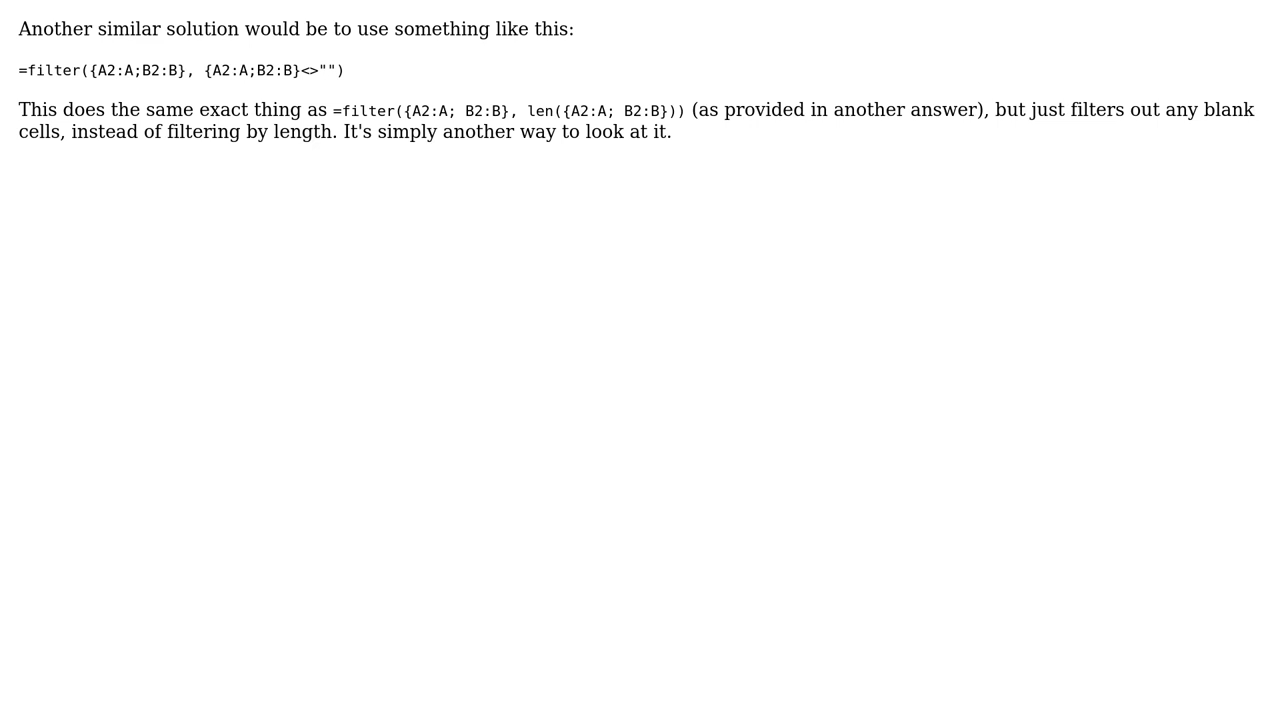 Another similar solution would be to use something like this:
=filter({A2:A;B2:B}, {A2:A;B2:B}<>"")
This does the same exact thing as =filter({A2:A; B2:B}, len({A2:A; B2:B})) (as provided in another answer), but just filters out any blank
cells, instead of filtering by length. It's simply another way to look at it.